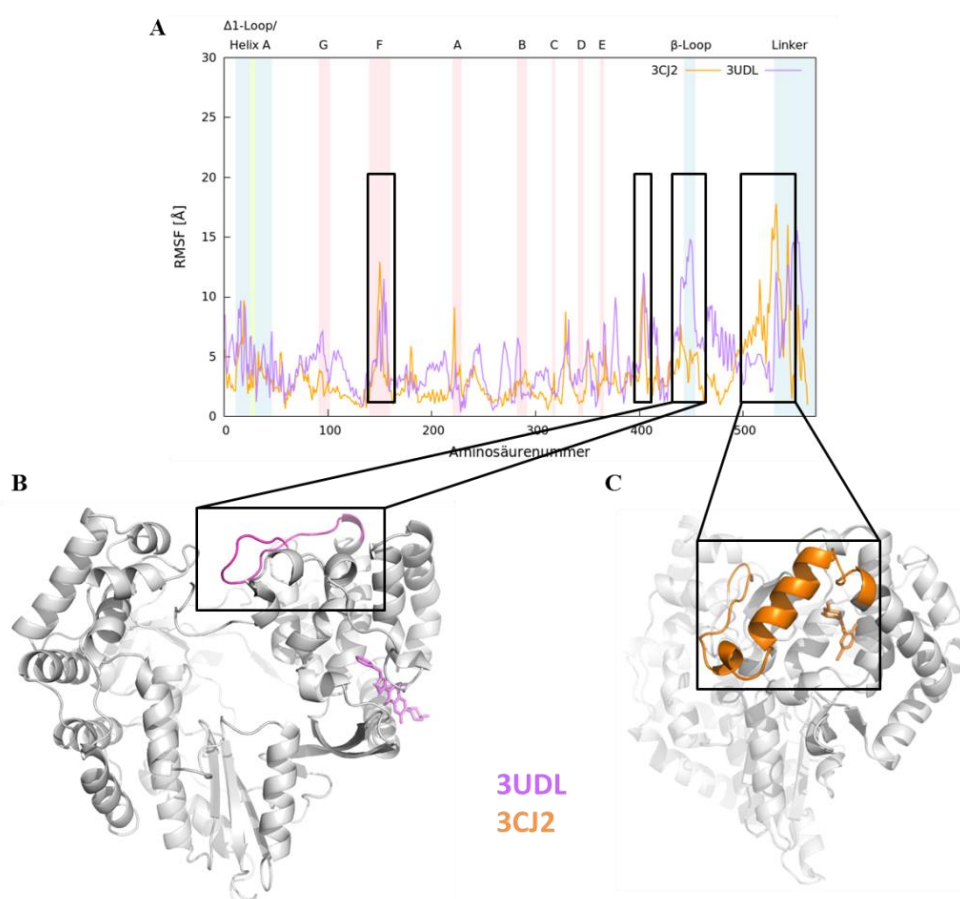 A
Δ1-Loop/
Helix A G F A B C D E β-Loop Linker
30
3CJ2 3UDL
25
20
15
10
5
0
RMSF [Å]
0 100 200 300 400 500
Aminosäurenummer
B
C
3UDL
3CJ2